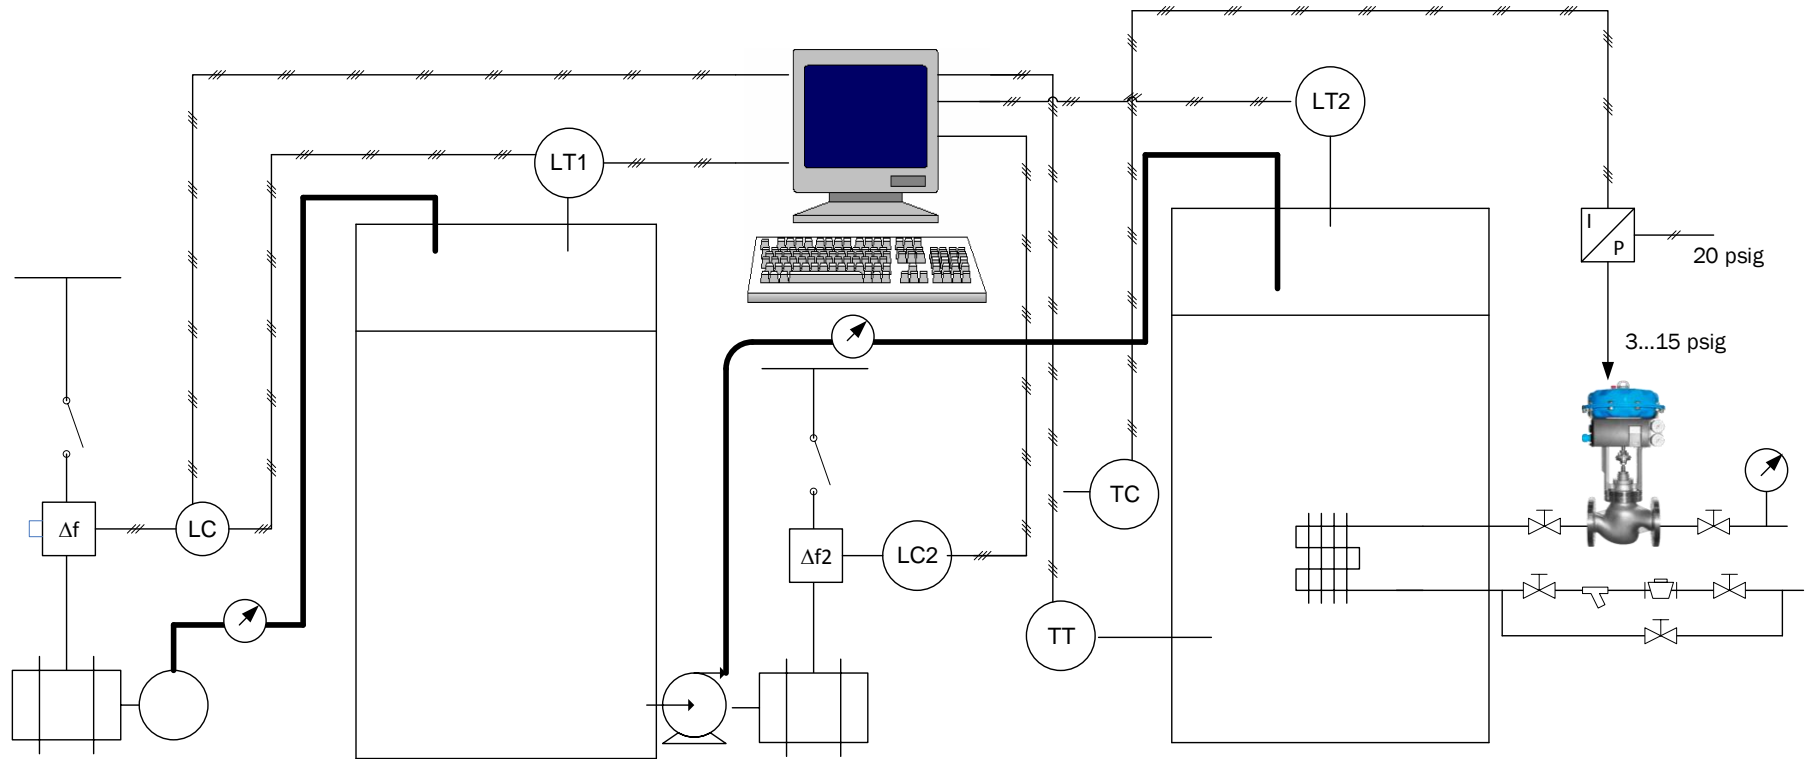 LT2
LT1
I
P
20 psig
3...15 psig
TC
Δf
LC
Δf2
LC2
TT